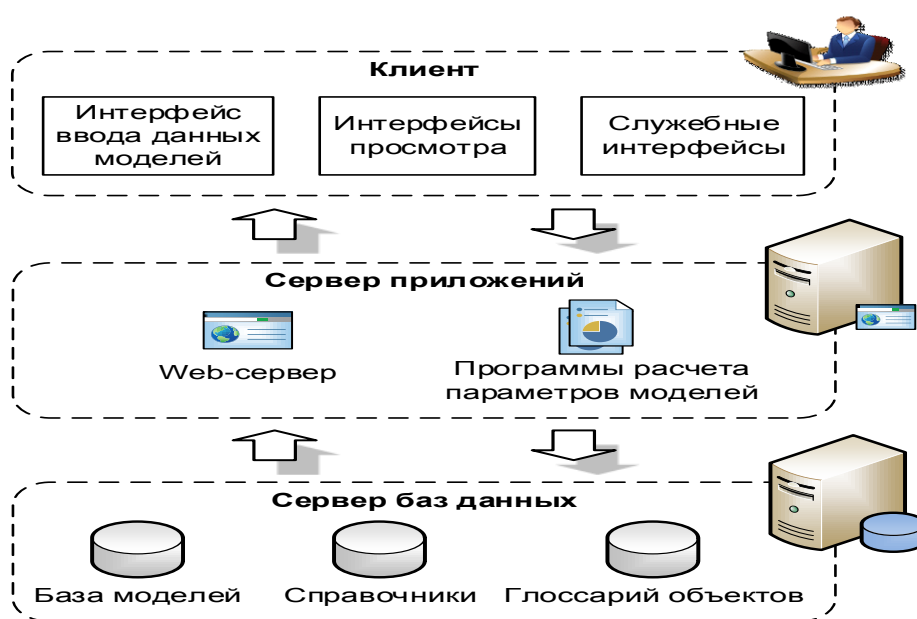 Клиент
Интерфейс
ввода данных
моделей
Интерфейсы
просмотра
Служебные
интерфейсы
Сервер приложений
Web-сервер
Программы расчета
параметров моделей
Сервер баз данных
База моделей
Справочники
Глоссарий объектов